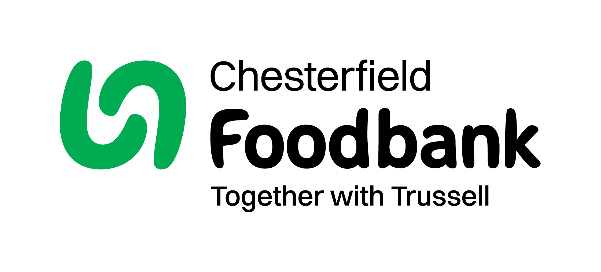 Chesterfield
Foodbank
Together with Trussell